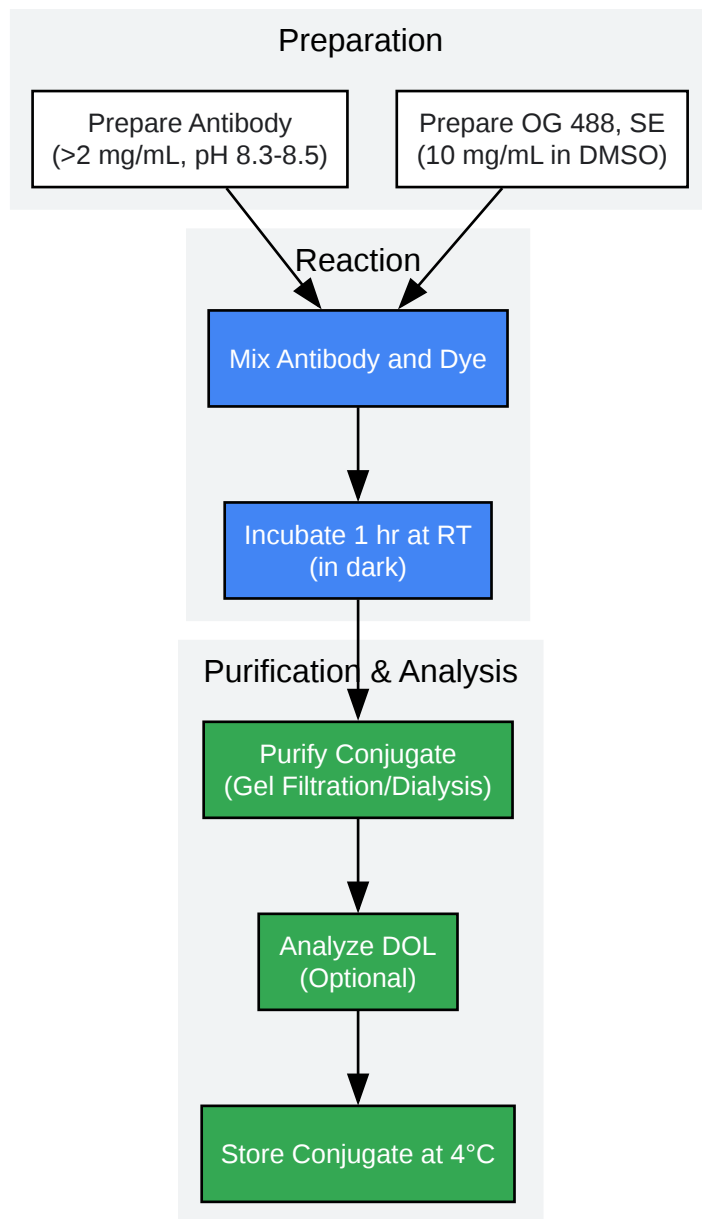 Preparation
Prepare Antibody
(>2 mg/mL, pH 8.3-8.5)
Prepare OG 488, SE
(10 mg/mL in DMSO)
Reaction
Mix Antibody and Dye
Incubate 1 hr at RT
(in dark)
Purification & Analysis
Purify Conjugate
(Gel Filtration/Dialysis)
Analyze DOL
(Optional)
Store Conjugate at 4°C